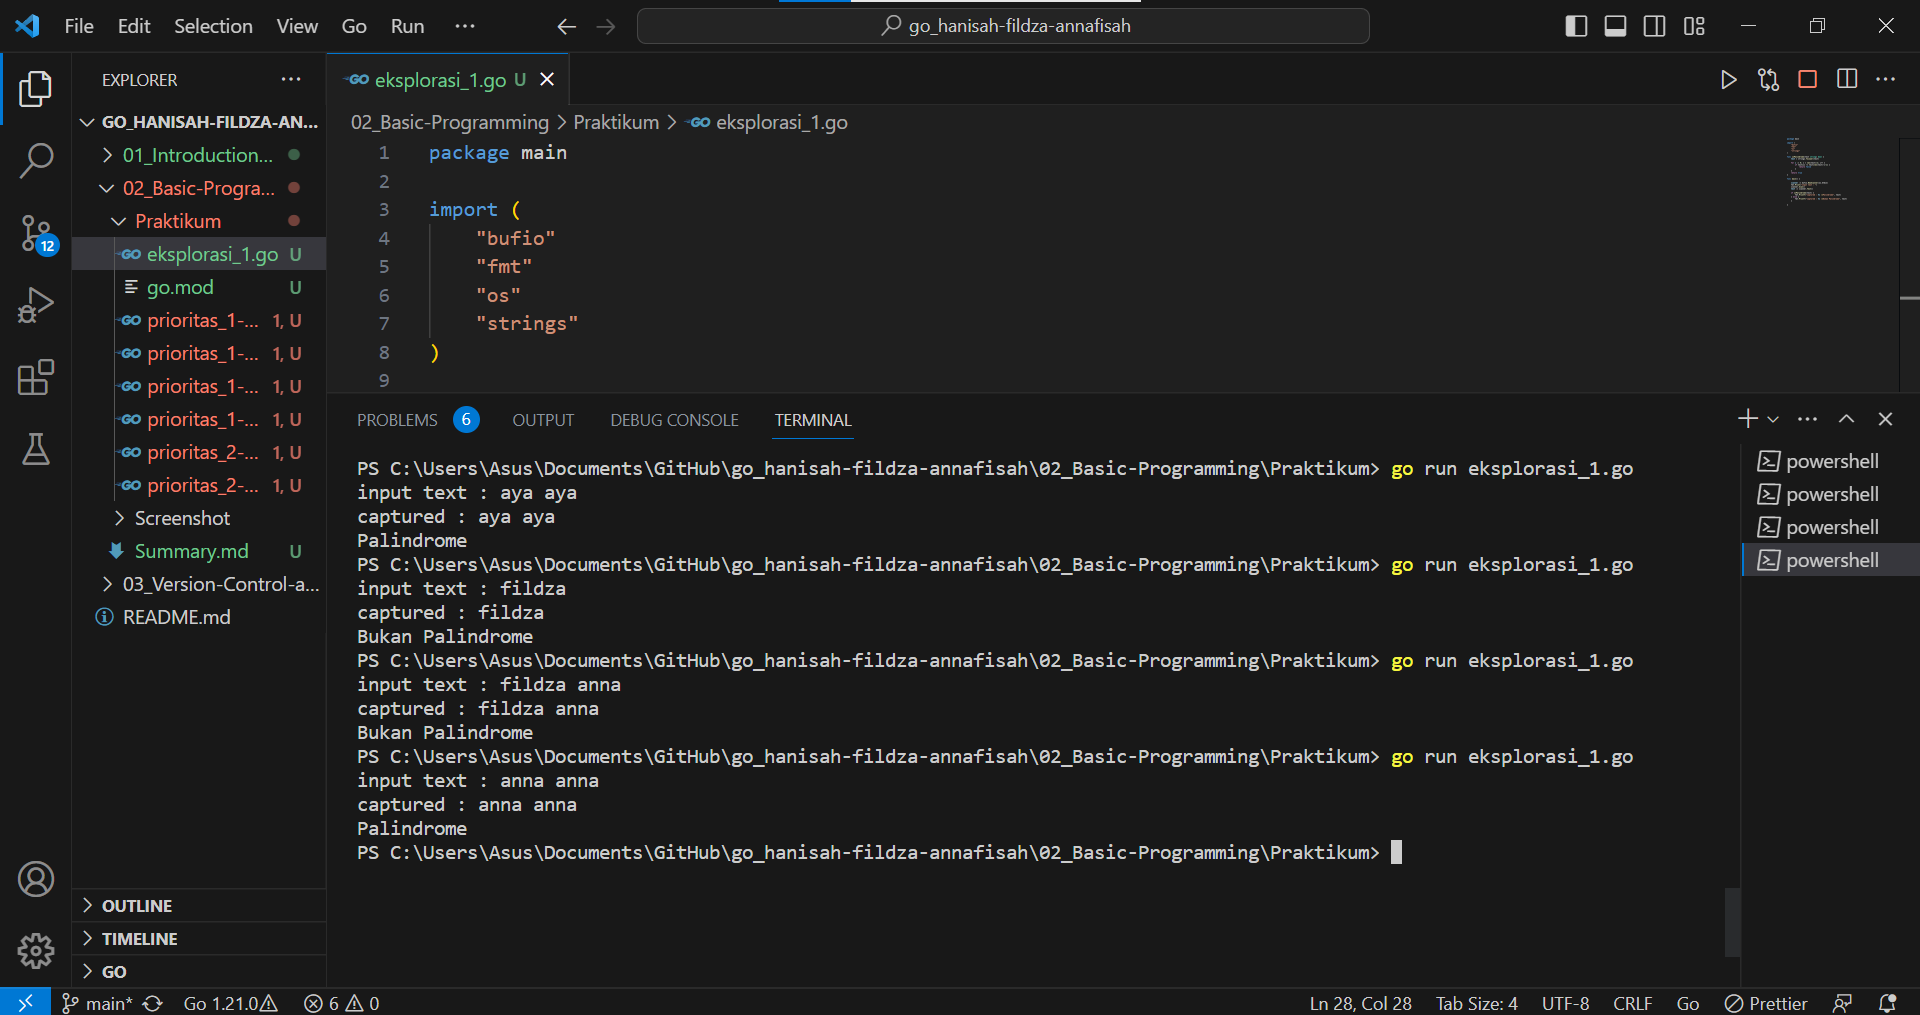 File Edit Selection View Go Run ···
go_hanisah-fildza-annafisah
EXPLORER ···
GO_HANISAH-FILDZA-AN...
01_Introduction...
02_Basic-Progra...
Praktikum
GO eksplorasi_1.go U
go.mod U
GO prioritas_1-... 1, U
GO prioritas_1-... 1, U
GO prioritas_1-... 1, U
GO prioritas_1-... 1, U
GO prioritas_2-... 1, U
GO prioritas_2-... 1, U
Screenshot
Summary.md U
03_Version-Control-a...
README.md
12
OUTLINE
TIMELINE
GO
GO eksplorasi_1.go U
02_Basic-Programming > Praktikum > GO eksplorasi_1.go
1 package main
2
3 import (
4 "bufio"
5 "fmt"
6 "os"
7 "strings"
8 )
9
PROBLEMS 6 OUTPUT DEBUG CONSOLE TERMINAL
PS C:\Users\Asus\Documents\GitHub\go_hanisah-fildza-annafisah\02_Basic-Programming\Praktikum> go run eksplorasi_1.go
input text : aya aya
captured : aya aya
Palindrome
PS C:\Users\Asus\Documents\GitHub\go_hanisah-fildza-annafisah\02_Basic-Programming\Praktikum> go run eksplorasi_1.go
input text : fildza
captured : fildza
Bukan Palindrome
PS C:\Users\Asus\Documents\GitHub\go_hanisah-fildza-annafisah\02_Basic-Programming\Praktikum> go run eksplorasi_1.go
input text : fildza anna
captured : fildza anna
Bukan Palindrome
PS C:\Users\Asus\Documents\GitHub\go_hanisah-fildza-annafisah\02_Basic-Programming\Praktikum> go run eksplorasi_1.go
input text : anna anna
captured : anna anna
Palindrome
PS C:\Users\Asus\Documents\GitHub\go_hanisah-fildza-annafisah\02_Basic-Programming\Praktikum>
powershell
powershell
powershell
powershell
main* Go 1.21.0 6 0 Ln 28, Col 28 Tab Size: 4 UTF-8 CRLF Go Prettier